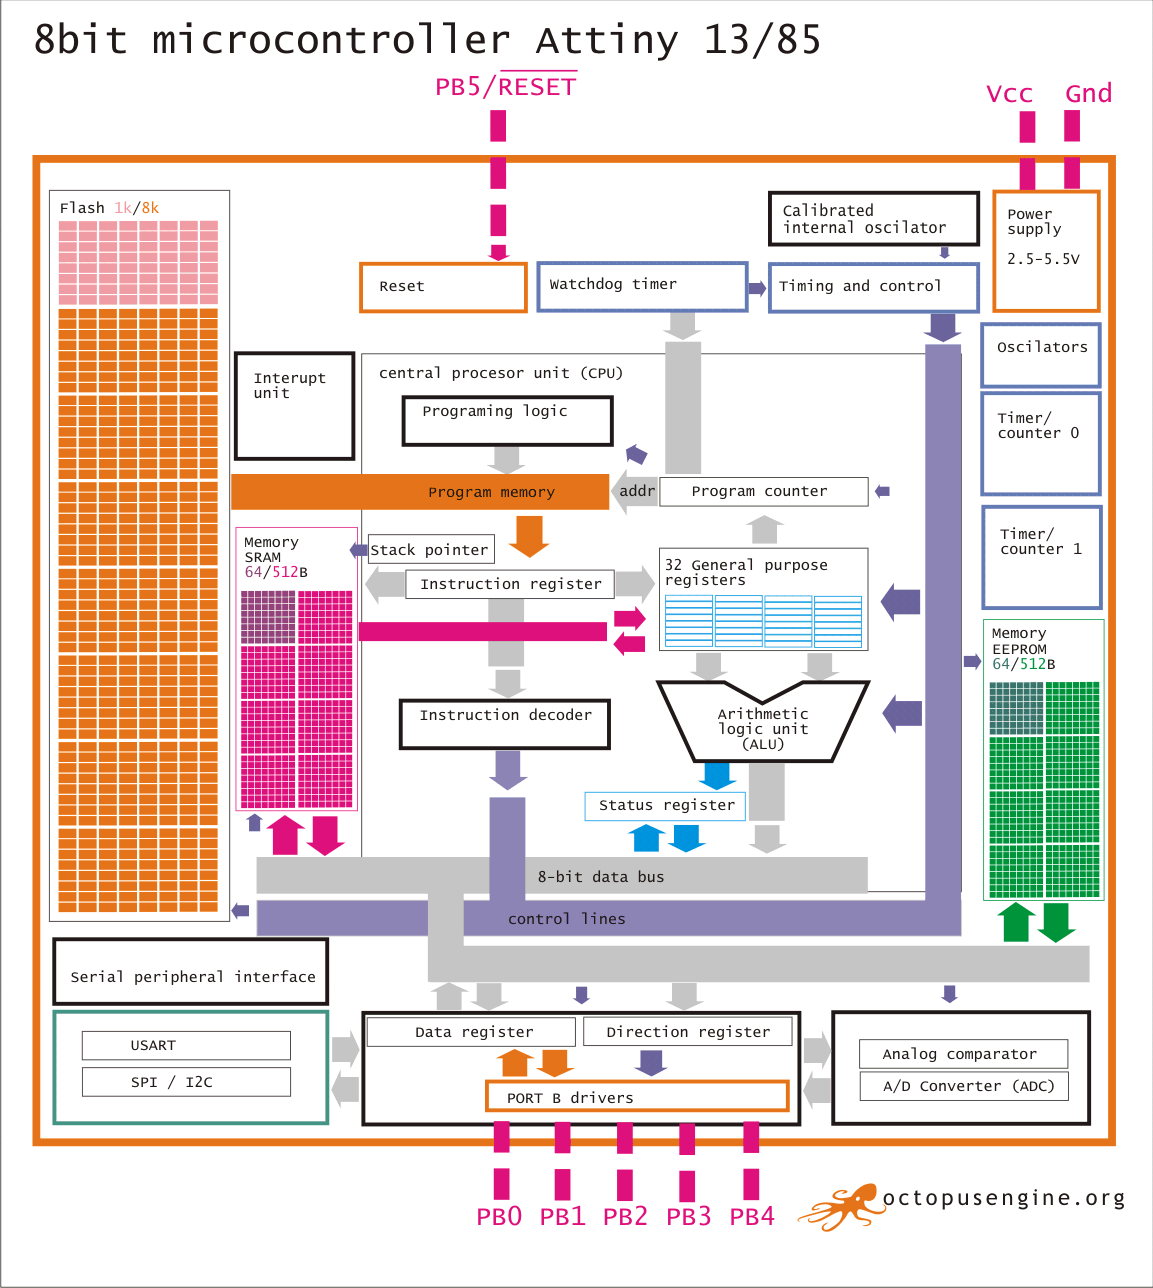 8bit microcontroller Attiny 13/85
PB5/RESET
Vcc
Gnd
Flash 1k/8k
Calibrated
internal oscilator
Power
supply
2.5-5.5V
Reset
Watchdog timer
Timing and control
Oscilators
Interupt
unit
central procesor unit (CPU)
Programing logic
Timer/
counter 0
Program memory
addr
Program counter
Memory
SRAM
64/512B
Stack pointer
Instruction register
32 General purpose
registers
Timer/
counter 1
Memory
EEPROM
64/512B
Instruction decoder
Arithmetic
logic unit
(ALU)
Status register
8-bit data bus
control lines
Serial peripheral interface
USART
SPI / I2C
Data register
Direction register
PORT B drivers
Analog comparator
A/D Converter (ADC)
PB0
PB1
PB2
PB3
PB4
octopusengine.org